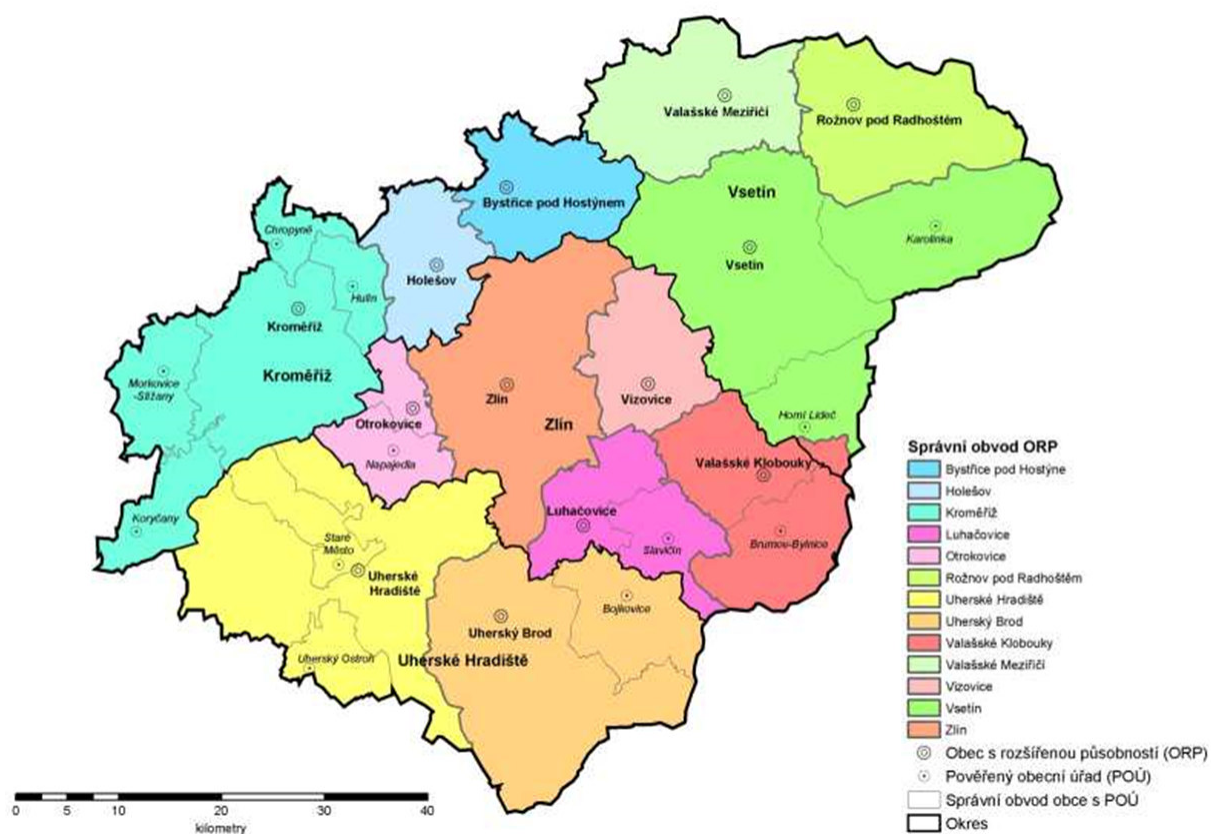 Valašské Meziříčí
Rožnov pod Radhoštěm
Bystřice pod Hostýnem
Vsetín
Chropyně
Karolinka
Holešov
Vsetín
Hulín
Kroměříž
Morkovice
-Slížany
Kroměříž
Zlín
Vizovice
Otrokovice
Zlín
Horní Lideč
Napajedla
Valašské Klobouky
Koryčany
Luhačovice
Staré
Město
Slavičín
Brumov-Bylnice
Uherské
Hradiště
Bojkovice
Uherský Brod
Uherský Ostroh
Uherské Hradiště
Správní obvod ORP
Bystřice pod Hostýne
Holešov
Kroměříž
Luhačovice
Otrokovice
Rožnov pod Radhoštěm
Uherské Hradiště
Uherský Brod
Valašské Klobouky
Valašské Meziříčí
Vizovice
Vsetín
Zlín
Obec s rozšířenou působností (ORP)
Pověřený obecní úřad (POÚ)
Správní obvod obce s POÚ
Okres
0 5 10 20 30 40
kilometry